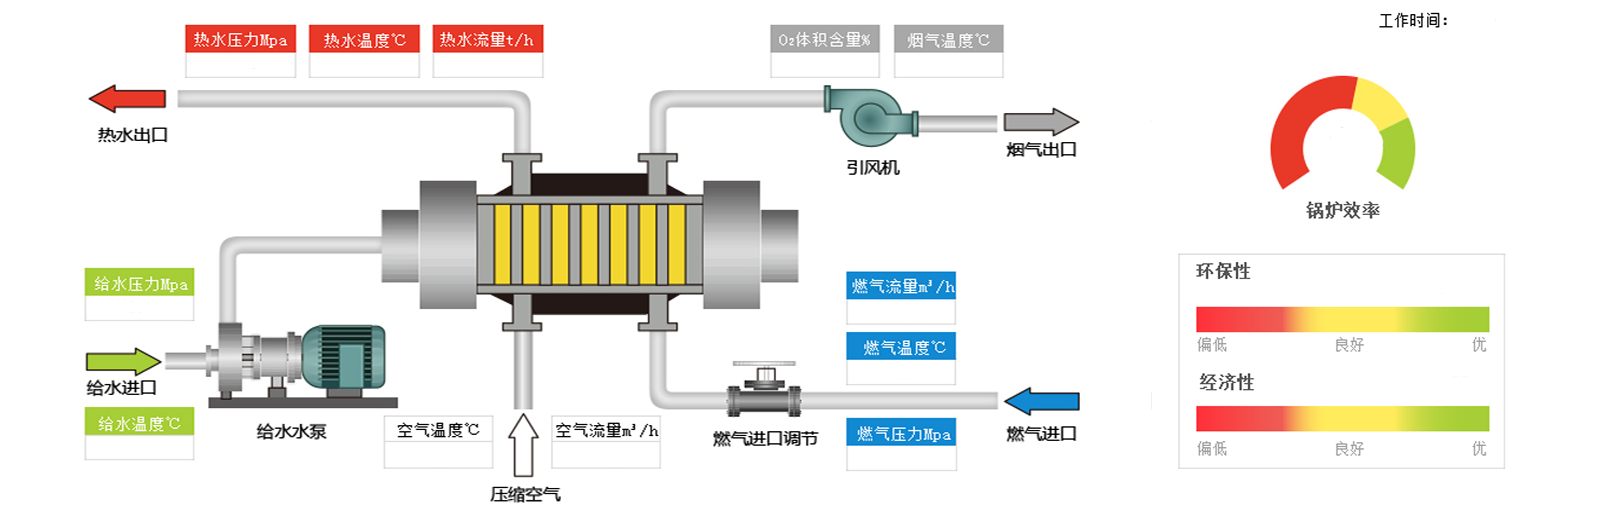 工作时间:
热水压力Mpa
热水温度℃
热水流量t/h
O₂体积含量%
烟气温度℃
热水出口
引风机
烟气出口
锅炉效率
给水压力Mpa
给水进口
给水温度℃
给水水泵
空气温度℃
空气流量m³/h
压缩空气
燃气流量m³/h
燃气温度℃
燃气压力Mpa
燃气进口调节
燃气进口
环保性
偏低 良好 优
经济性
偏低 良好 优